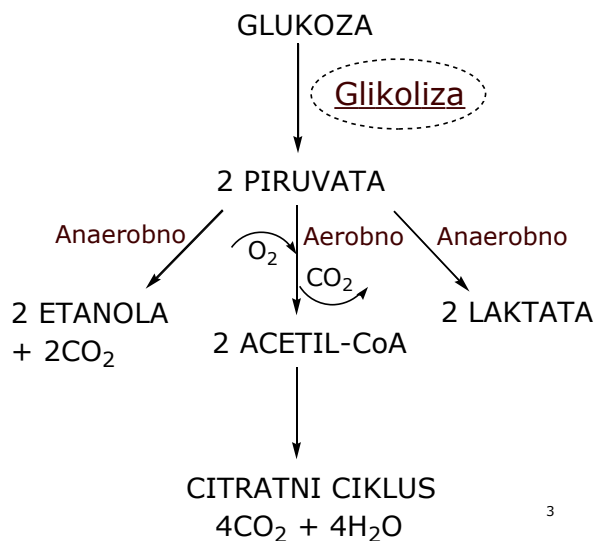 GLUKOZA
Glikoliza
2 PIRUVATA
Anaerobno
O₂
Aerobno
Anaerobno
CO₂
2 ETANOLA
+ 2CO₂
2 ACETIL-CoA
2 LAKTATA
CITRATNI CIKLUS
4CO₂ + 4H₂O
3